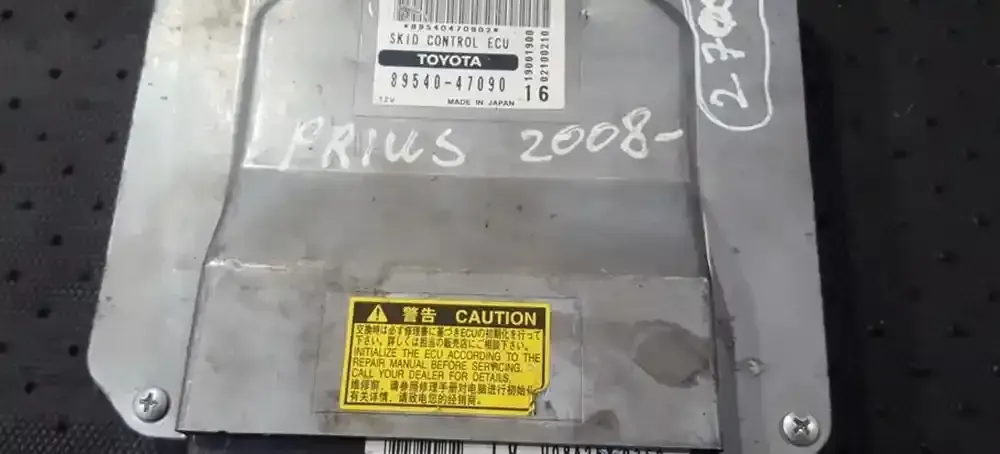 *8954047090Z*
SKID CONTROL ECU
TOYOTA
89540-47090
16
19001900
02100210
12V
MADE IN JAPAN
PRIUS 2008-
2700
警告 CAUTION
交換時は必ず修理書に基づきECUの初期化を行って
下さい。詳しくは担当の販売店にご相談下さい。
INITIALIZE THE ECU ACCORDING TO THE
REPAIR MANUAL BEFORE SERVICING.
CALL YOUR DEALER FOR DETAILS.
维修前，请参照修理手册对电脑进行初始化
有关详情，请致电您的经销商。